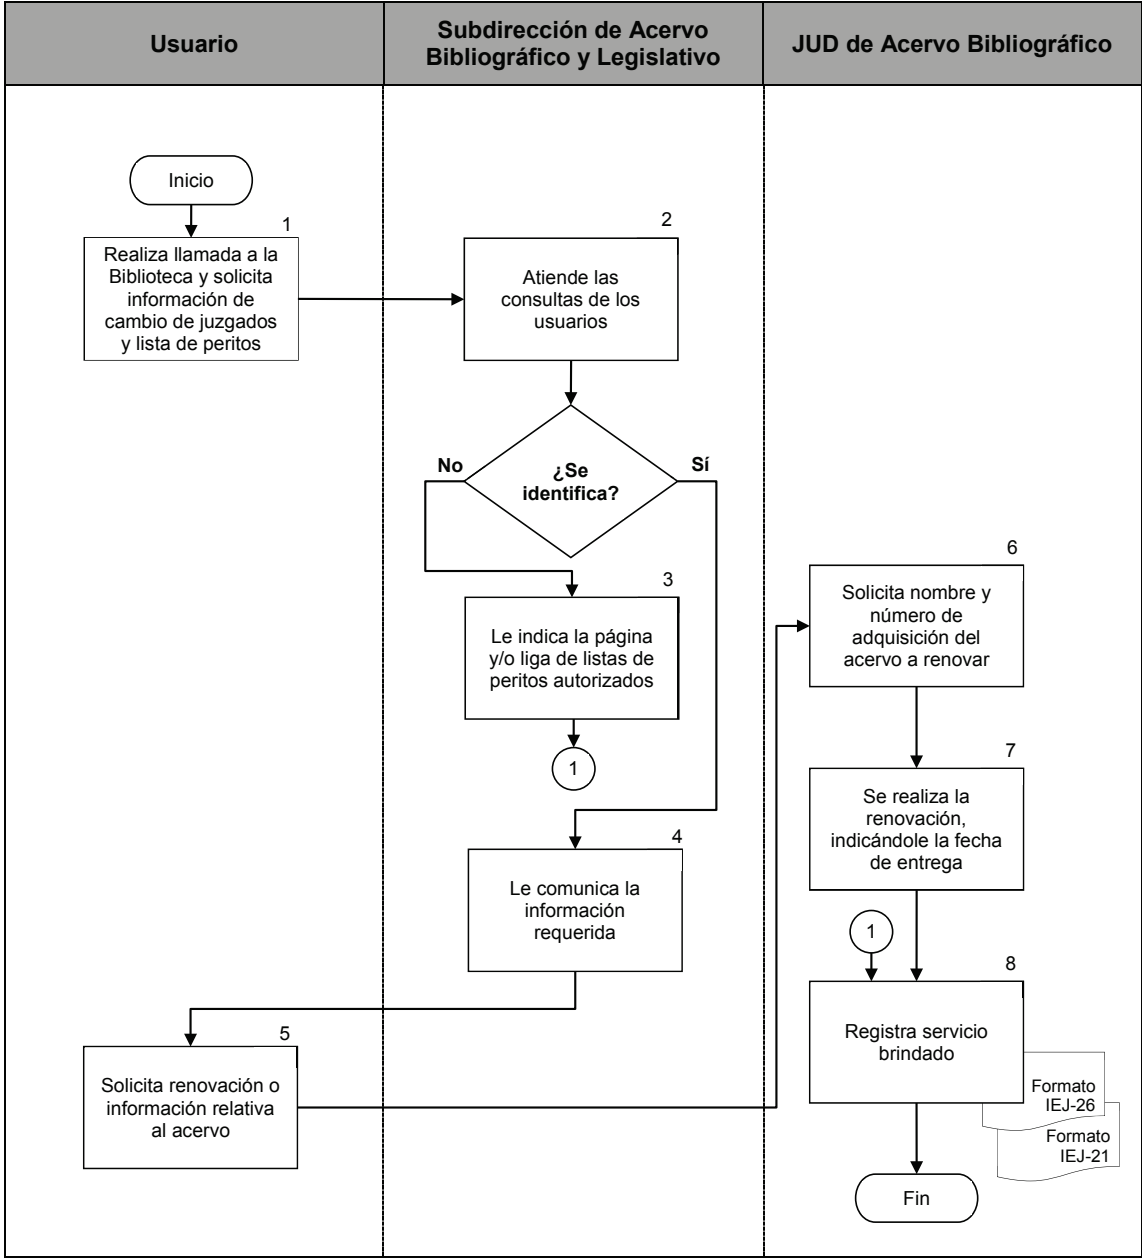 Usuario
Subdirección de Acervo
Bibliográfico y Legislativo
JUD de Acervo Bibliográfico
Inicio
1
Realiza llamada a la
Biblioteca y solicita
información de
cambio de juzgados
y lista de peritos
2
Atiende las
consultas de los
usuarios
¿Se
identifica?
No
Sí
3
Le indica la página
y/o liga de listas de
peritos autorizados
1
4
Le comunica la
información
requerida
5
Solicita renovación o
información relativa
al acervo
6
Solicita nombre y
número de
adquisición del
acervo a renovar
7
Se realiza la
renovación,
indicándole la fecha
de entrega
1
8
Registra servicio
brindado
Formato
IEJ-26
Formato
IEJ-21
Fin